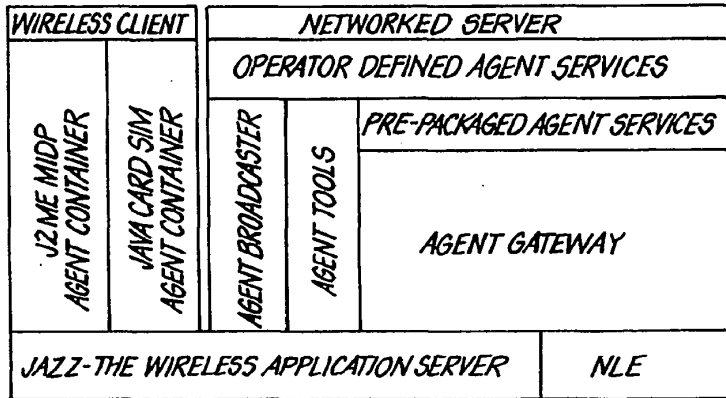 WIRELESS CLIENT
NETWORKED SERVER
OPERATOR DEFINED AGENT SERVICES
J2ME MIDP
AGENT CONTAINER
JAVA CARD SIM
AGENT CONTAINER
AGENT BROADCASTER
AGENT TOOLS
PRE-PACKAGED AGENT SERVICES
AGENT GATEWAY
JAZZ-THE WIRELESS APPLICATION SERVER
NLE